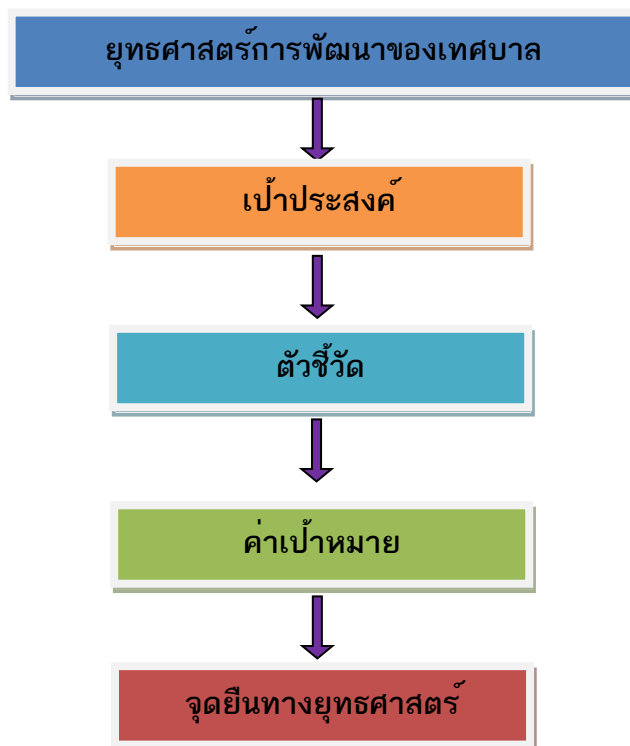 ยุทธศาสตร์การพัฒนาของเทศบาล
เป้าประสงค์
ตัวชี้วัด
ค่าเป้าหมาย
จุดยืนทางยุทธศาสตร์